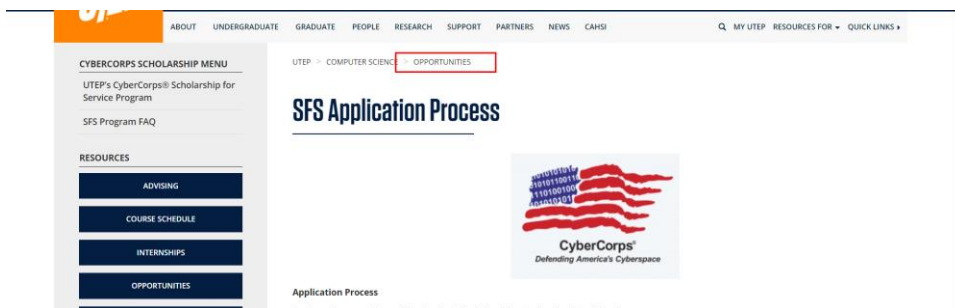 ABOUT UNDERGRADUATE GRADUATE PEOPLE RESEARCH SUPPORT PARTNERS NEWS CAHSI MY UTEP RESOURCES FOR QUICK LINKS
CYBERCORPS SCHOLARSHIP MENU
UTEP's CyberCorps® Scholarship for
Service Program
SFS Program FAQ
RESOURCES
ADVISING
COURSE SCHEDULE
INTERNSHIPS
OPPORTUNITIES
UTEP > COMPUTER SCIENCE > OPPORTUNITIES
SFS Application Process
CyberCorps®
Defending America's Cyberspace
Application Process